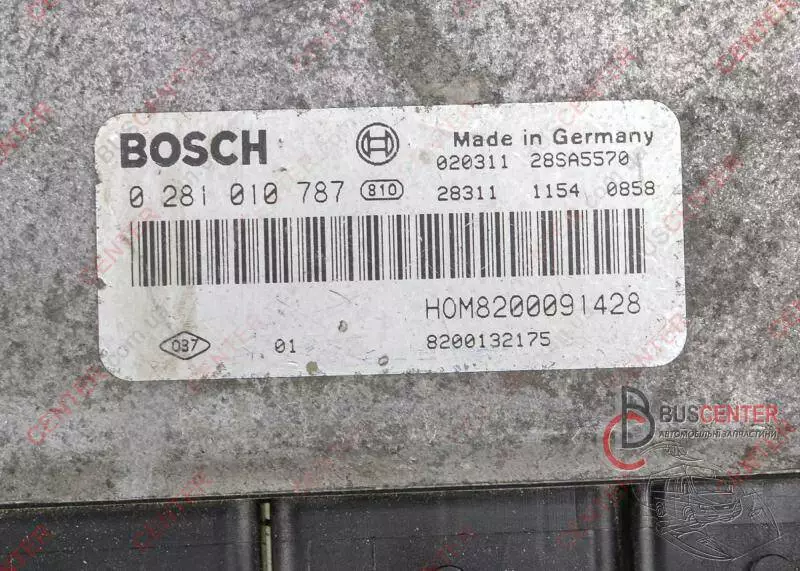 BOSCH
Made in Germany
020311 28SA5570
0 281 010 787 810
28311 1154 0858
HOM8200091428
037 01 8200132175
BUSCENTER
АВТОМОБІЛЬНІ ЗАПЧАСТИНИ